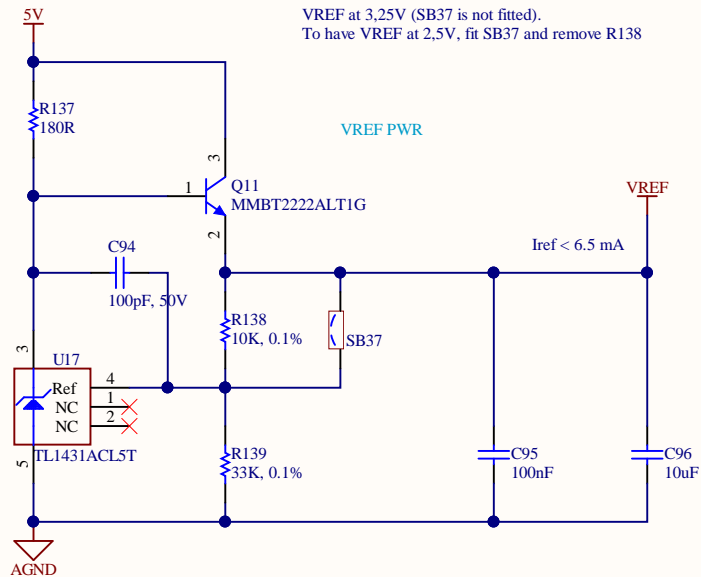 5V
VREF at 3,25V (SB37 is not fitted).
To have VREF at 2,5V, fit SB37 and remove R138
R137
180R
VREF PWR
3
1
Q11
MMBT2222ALT1G
2
VREF
Iref < 6.5 mA
C94
100pF, 50V
R138
10K, 0.1%
SB37
3
U17
Ref
NC
NC
4
1
2
TL1431ACL5T
5
R139
33K, 0.1%
C95
100nF
C96
10uF
AGND